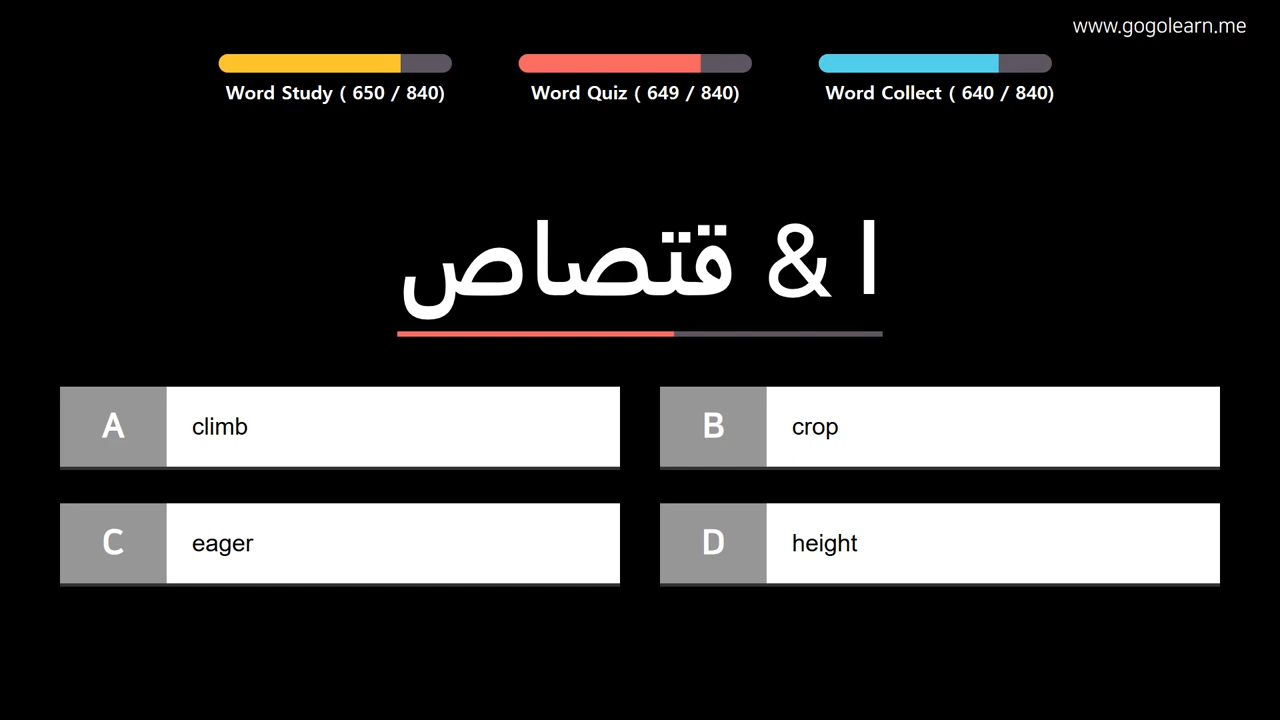 www.gogolearn.me
Word Study ( 650 / 840)
Word Quiz ( 649 / 840)
Word Collect ( 640 / 840)
ا & قتصاص
A climb
B crop
C eager
D height